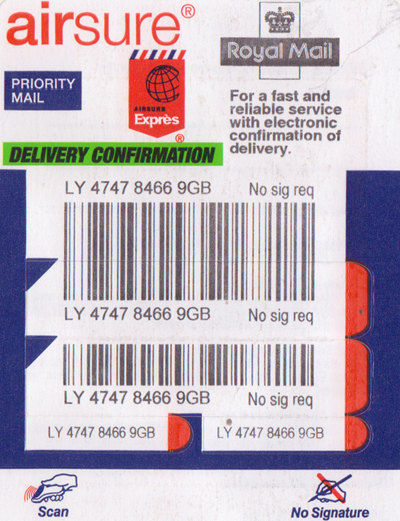 airsure®
Royal Mail
PRIORITY
MAIL
AIRSURE
Exprès
®
For a fast and
reliable service
with electronic
confirmation of
delivery.
DELIVERY CONFIRMATION
LY 4747 8466 9GB No sig req
LY 4747 8466 9GB No sig req
LY 4747 8466 9GB No sig req
LY 4747 8466 9GB LY 4747 8466 9GB
Scan No Signature